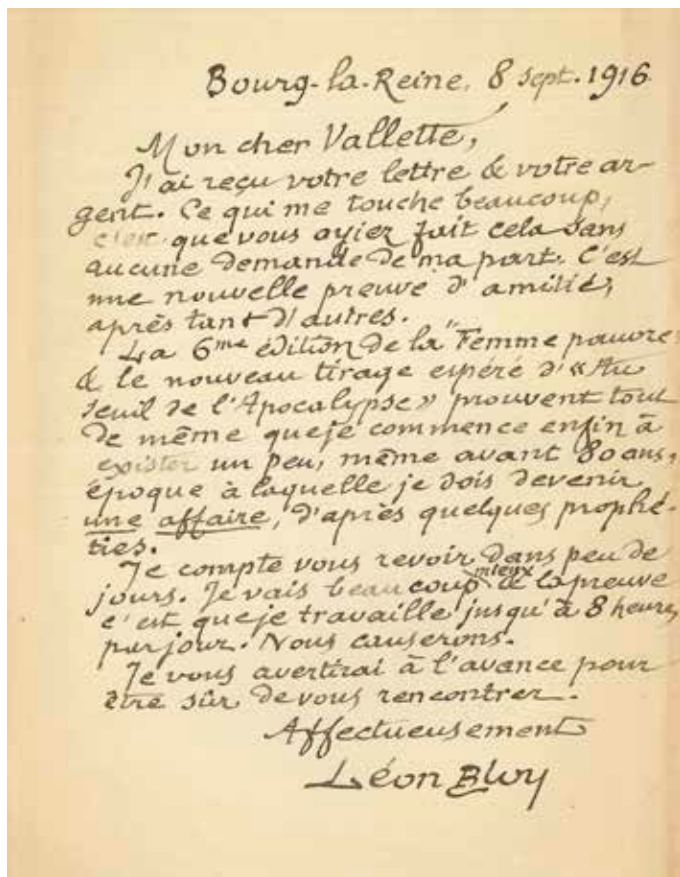 Bourg-la-Reine, 8 sept. 1916
Mon cher Vallette,
J'ai reçu votre lettre & votre ar-
gent. Ce qui me touche beaucoup,
c'est que vous ayiez fait cela sans
aucune demande de ma part. C'est
une nouvelle preuve d'amitié,
après tant d'autres.
La 6me édition de la "Femme pauvre"
& le nouveau tirage espéré d'«Au
seuil de l'Apocalypse» prouvent tout
de même que je commence enfin à
exister un peu, même avant 80 ans,
époque à laquelle je dois devenir
une affaire, d'après quelques prophé-
ties.
Je compte vous revoir dans peu de
jours. Je vais beaucoup mieux & la preuve
c'est que je travaille jusqu'à 8 heures
par jour. Nous causerons.
Je vous avertirai à l'avance pour
être sûr de vous rencontrer.
Affectueusement
Léon Bloy